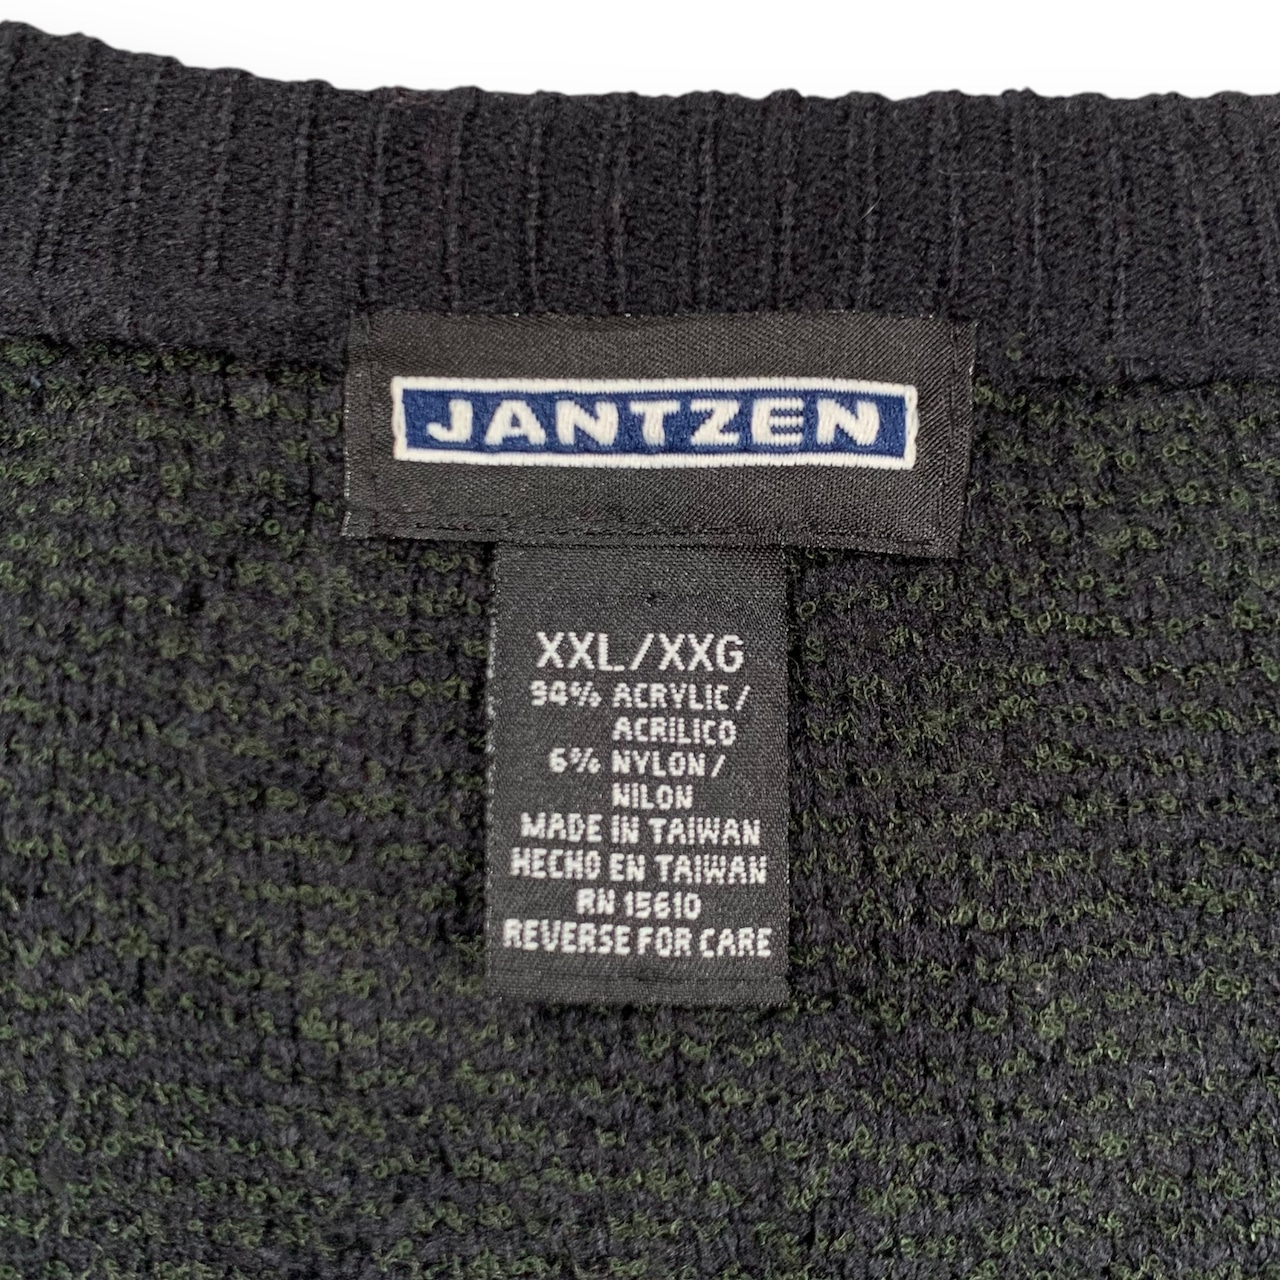 JANTZEN
XXL/XXG
94% ACRYLIC/
ACRILICO
6% NYLON/
NILON
MADE IN TAIWAN
HECHO EN TAIWAN
RN 15610
REVERSE FOR CARE